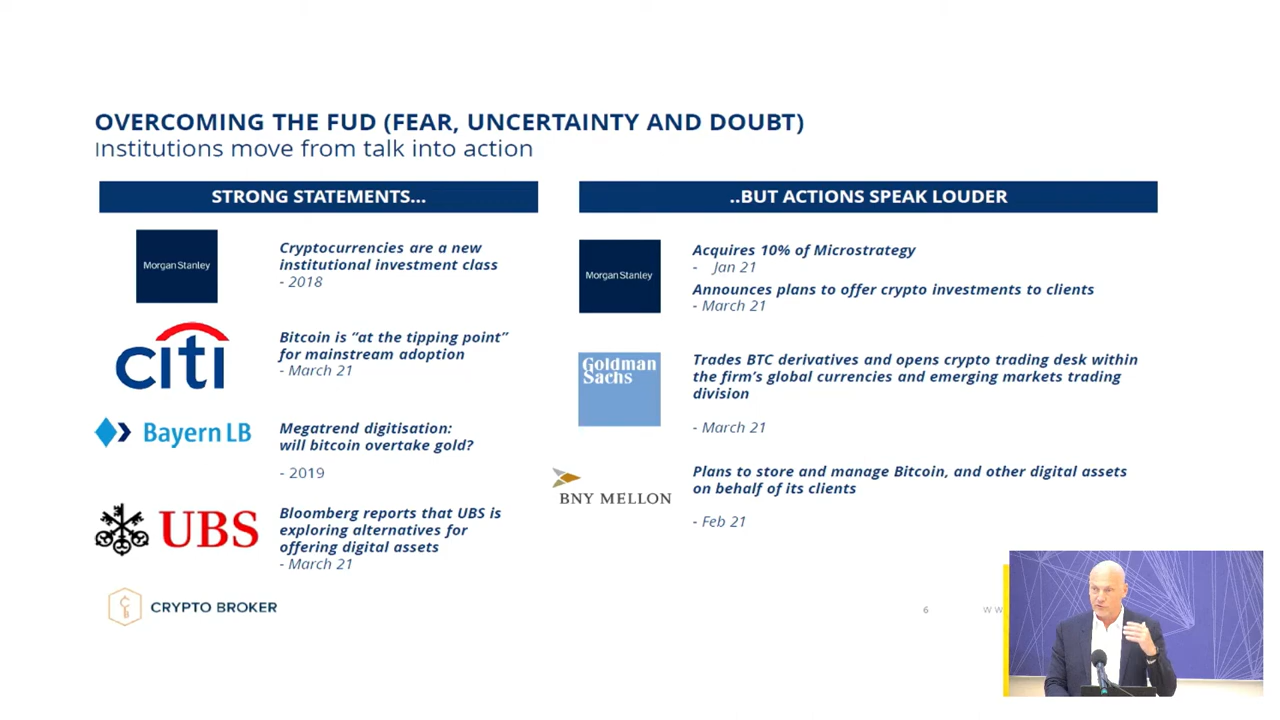 OVERCOMING THE FUD (FEAR, UNCERTAINTY AND DOUBT)
Institutions move from talk into action
STRONG STATEMENTS...
Morgan Stanley
Cryptocurrencies are a new
institutional investment class
- 2018
citi
Bitcoin is “at the tipping point”
for mainstream adoption
- March 21
Bayern LB
Megatrend digitisation:
will bitcoin overtake gold?
- 2019
UBS
Bloomberg reports that UBS is
exploring alternatives for
offering digital assets
- March 21
..BUT ACTIONS SPEAK LOUDER
Morgan Stanley
Acquires 10% of Microstrategy
- Jan 21
Announces plans to offer crypto investments to clients
- March 21
Goldman
Sachs
Trades BTC derivatives and opens crypto trading desk within
the firm’s global currencies and emerging markets trading
division
- March 21
BNY MELLON
Plans to store and manage Bitcoin, and other digital assets
on behalf of its clients
- Feb 21
CRYPTO BROKER
6